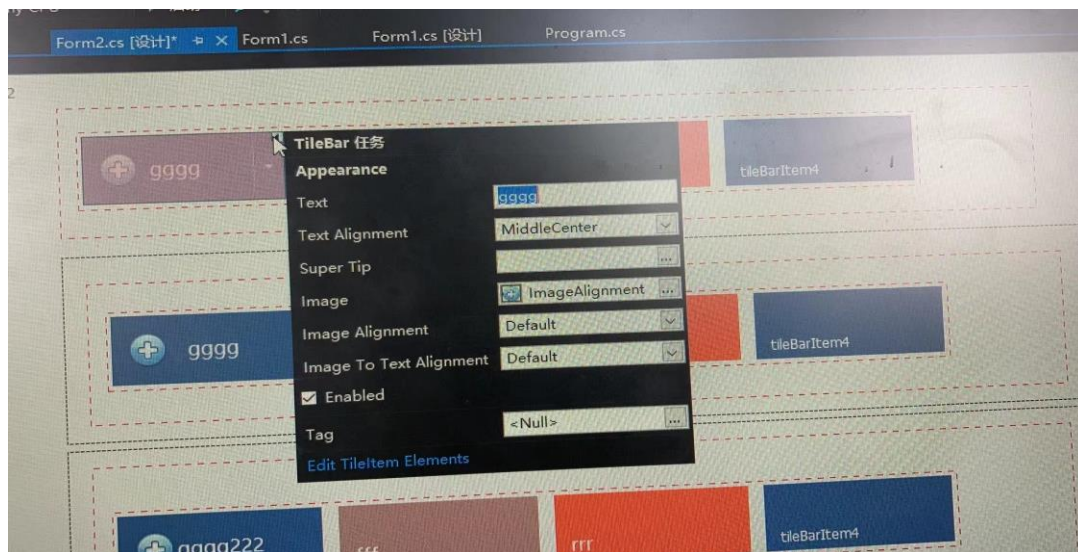 Form2.cs [设计]* Form1.cs Form1.cs [设计] Program.cs
2
TileBar 任务
Appearance
gggg
Text gggg
tileBarItem4
Text Alignment MiddleCenter
Super Tip ...
Image ImageAlignment ...
Image Alignment Default
gggg
tileBarItem4
Image To Text Alignment Default
Enabled
Tag <Null> ...
Edit TileItem Elements
gggg222
rrr
rrr
tileBarItem4